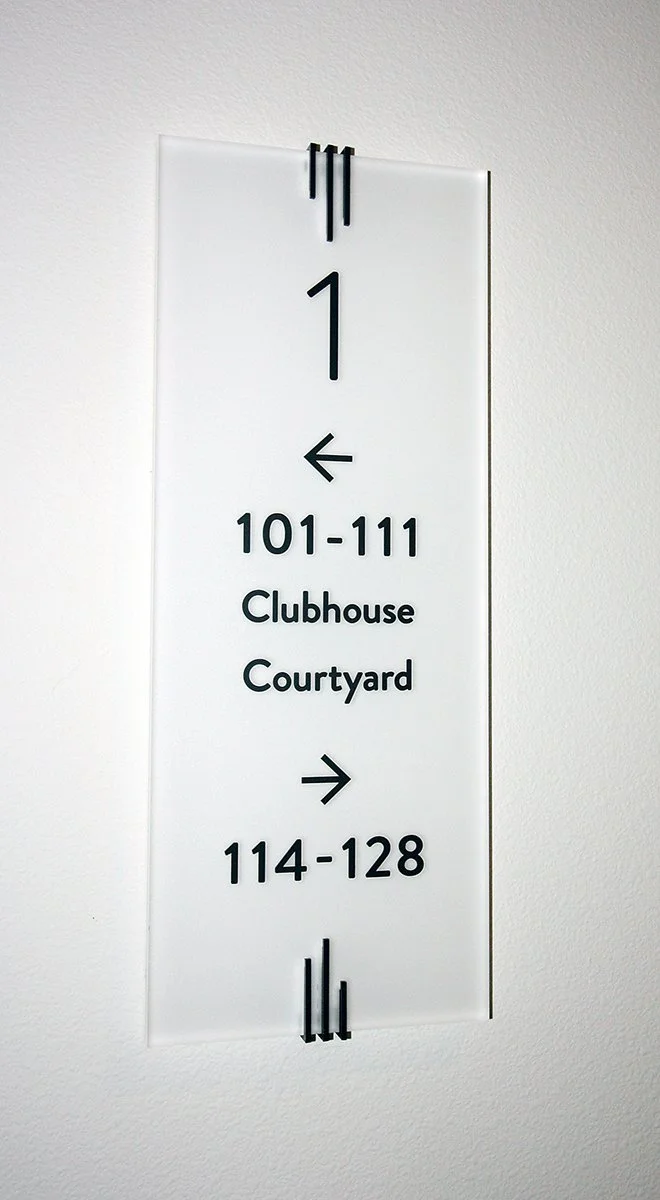 1
←
101-111
Clubhouse
Courtyard
→
114-128